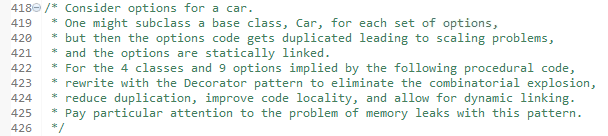 418 /* Consider options for a car.
419 * One might subclass a base class, Car, for each set of options,
420 * but then the options code gets duplicated leading to scaling problems,
421 * and the options are statically linked.
422 * For the 4 classes and 9 options implied by the following procedural code,
423 * rewrite with the Decorator pattern to eliminate the combinatorial explosion,
424 * reduce duplication, improve code locality, and allow for dynamic linking.
425 * Pay particular attention to the problem of memory leaks with this pattern.
426 */